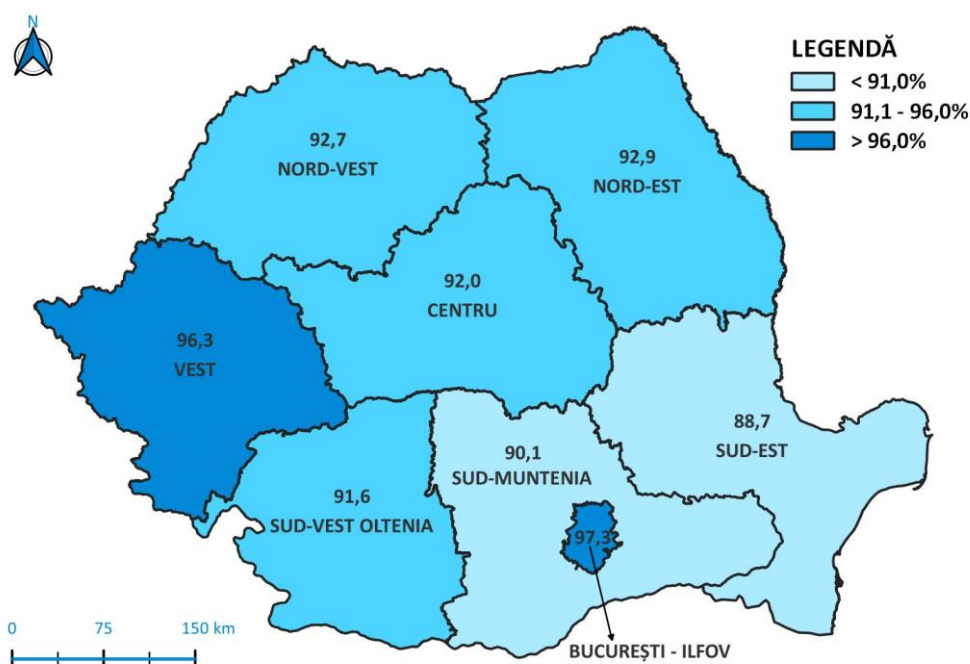 N
LEGENDĂ
< 91,0%
91,1 - 96,0%
> 96,0%
92,7
NORD-VEST
92,9
NORD-EST
92,0
CENTRU
96,3
VEST
88,7
SUD-EST
90,1
SUD-MUNTENIA
91,6
SUD-VEST OLTENIA
97,3
0 75 150 km
BUCUREȘTI - ILFOV